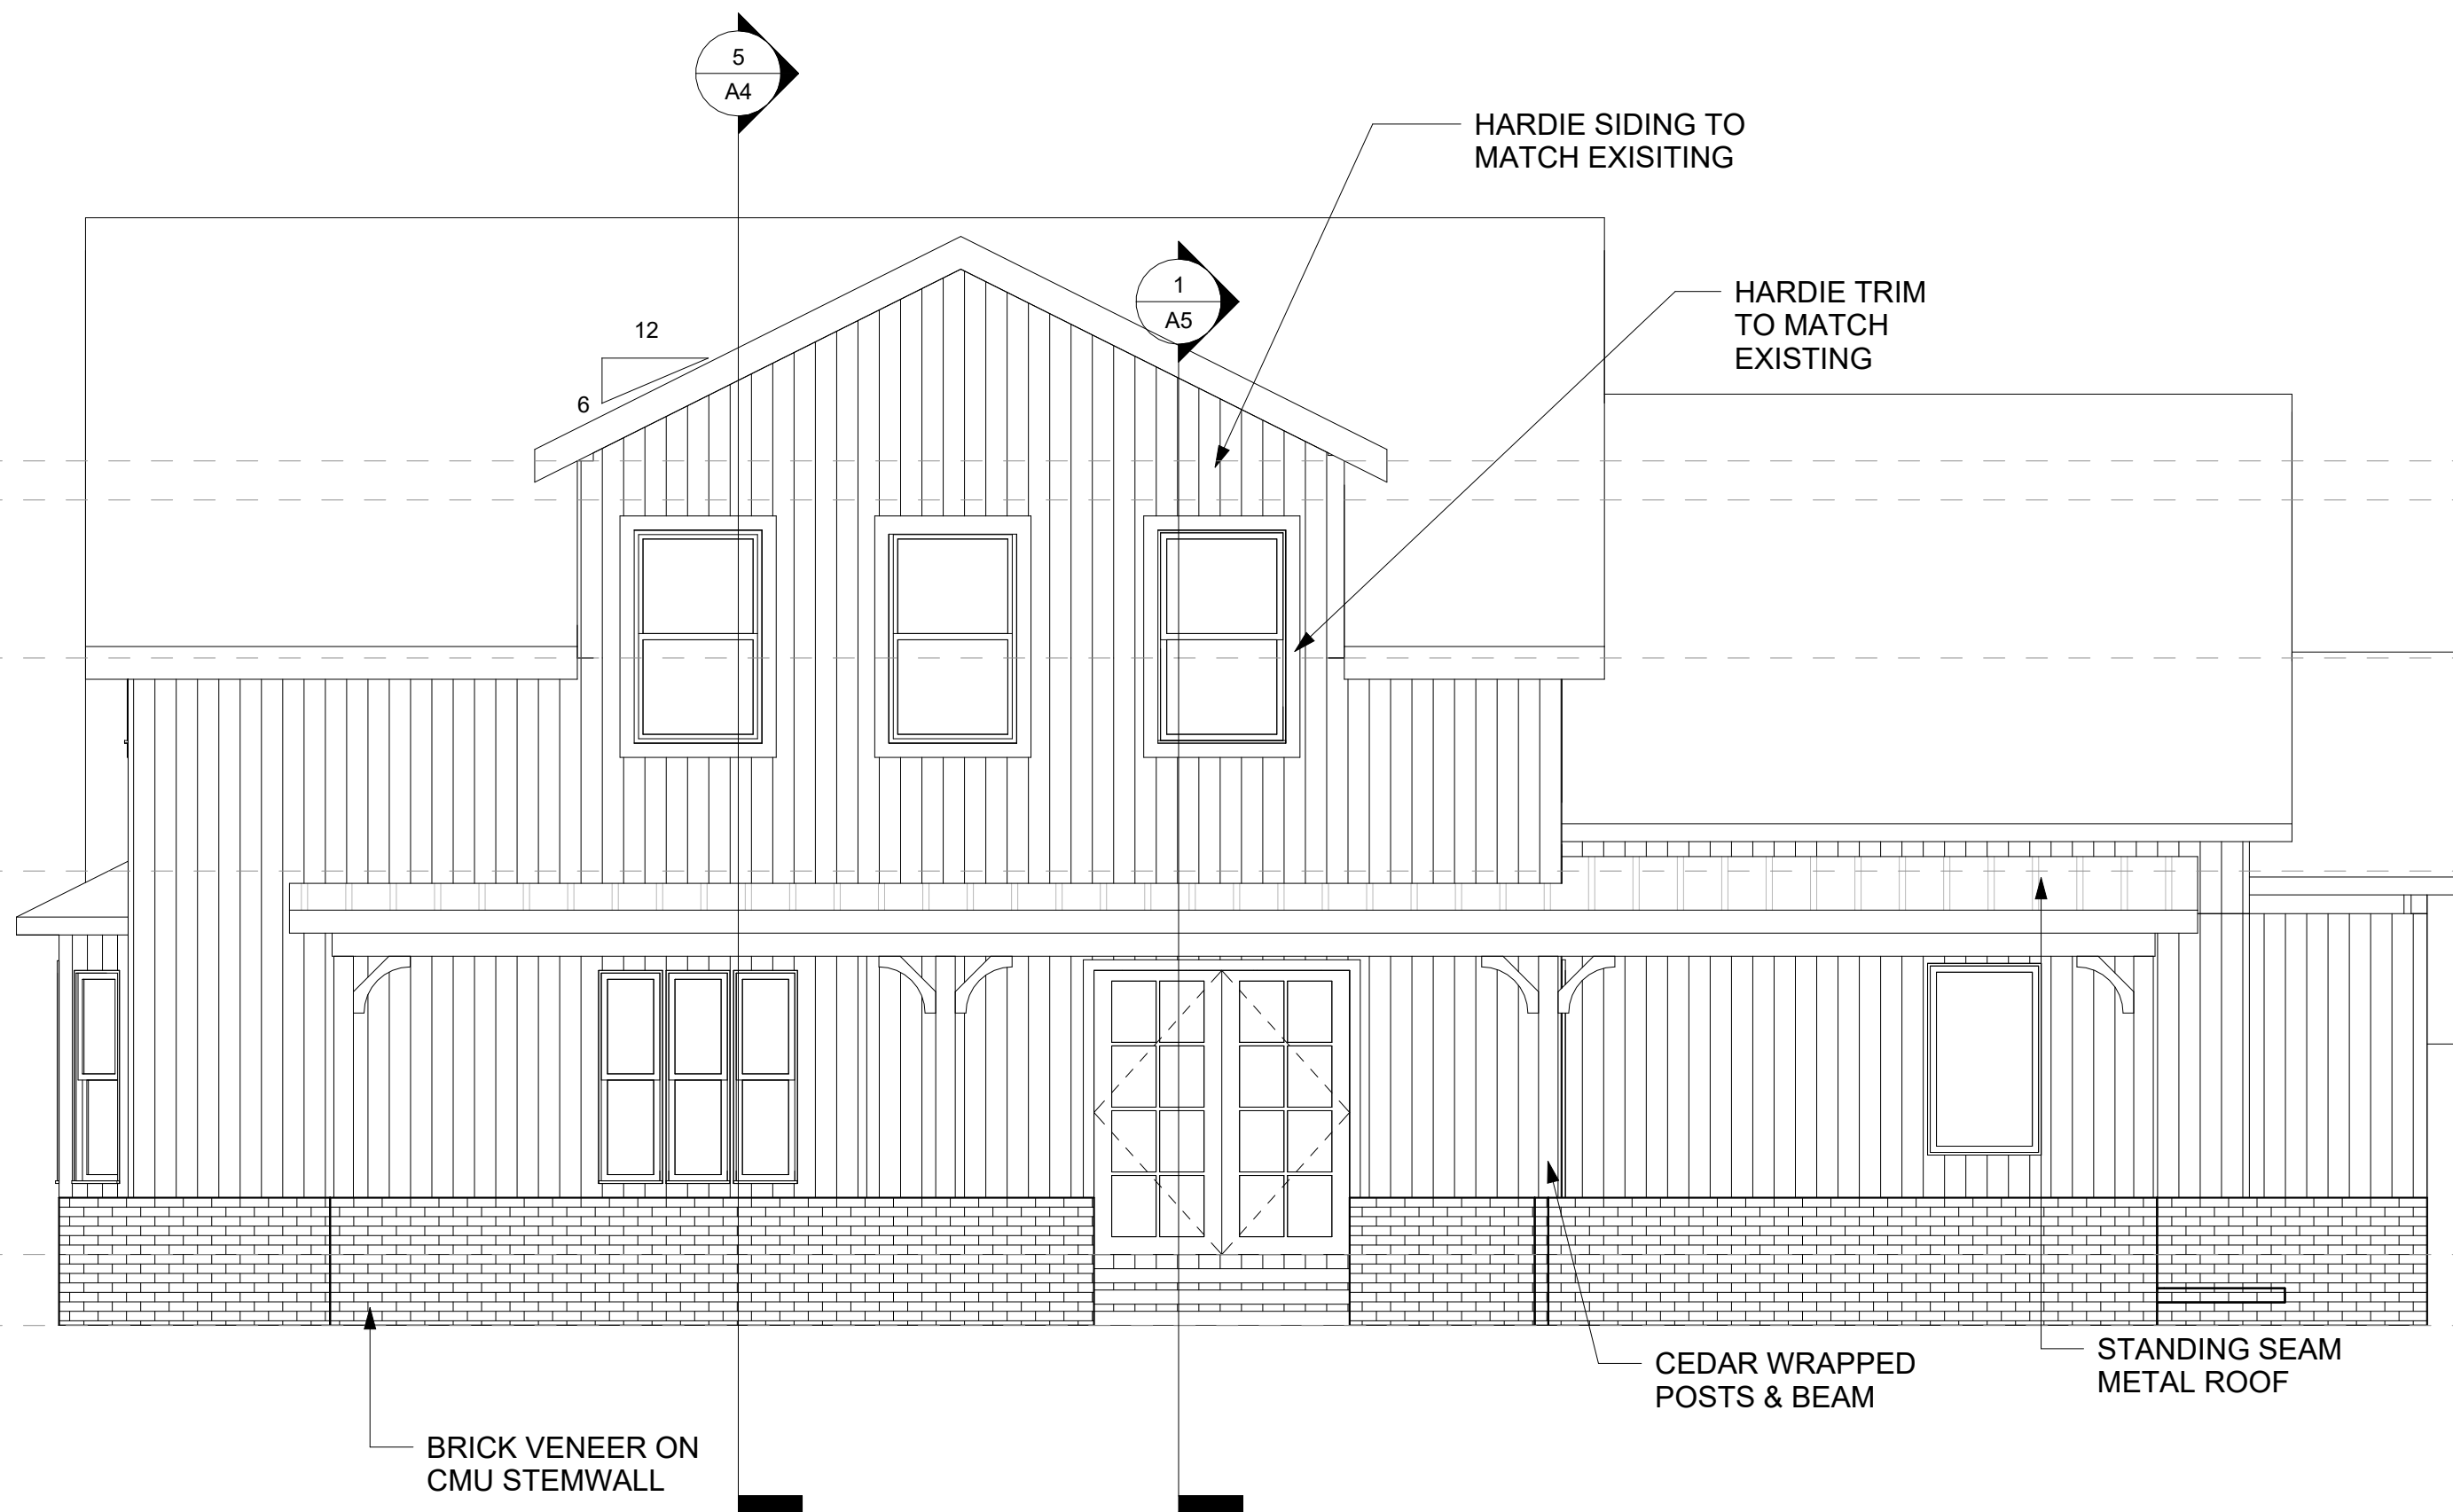 5
A4
HARDIE SIDING TO
MATCH EXISITING
1
A5
HARDIE TRIM
TO MATCH
EXISTING
12
6
CEDAR WRAPPED
POSTS & BEAM
STANDING SEAM
METAL ROOF
BRICK VENEER ON
CMU STEMWALL